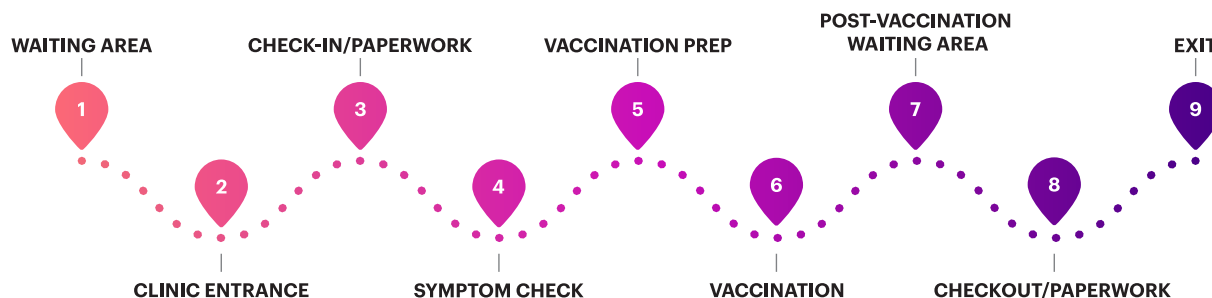 WAITING AREA
1
CLINIC ENTRANCE
2
CHECK-IN/PAPERWORK
3
SYMPTOM CHECK
4
VACCINATION PREP
5
VACCINATION
6
POST-VACCINATION
WAITING AREA
7
CHECKOUT/PAPERWORK
8
EXIT
9